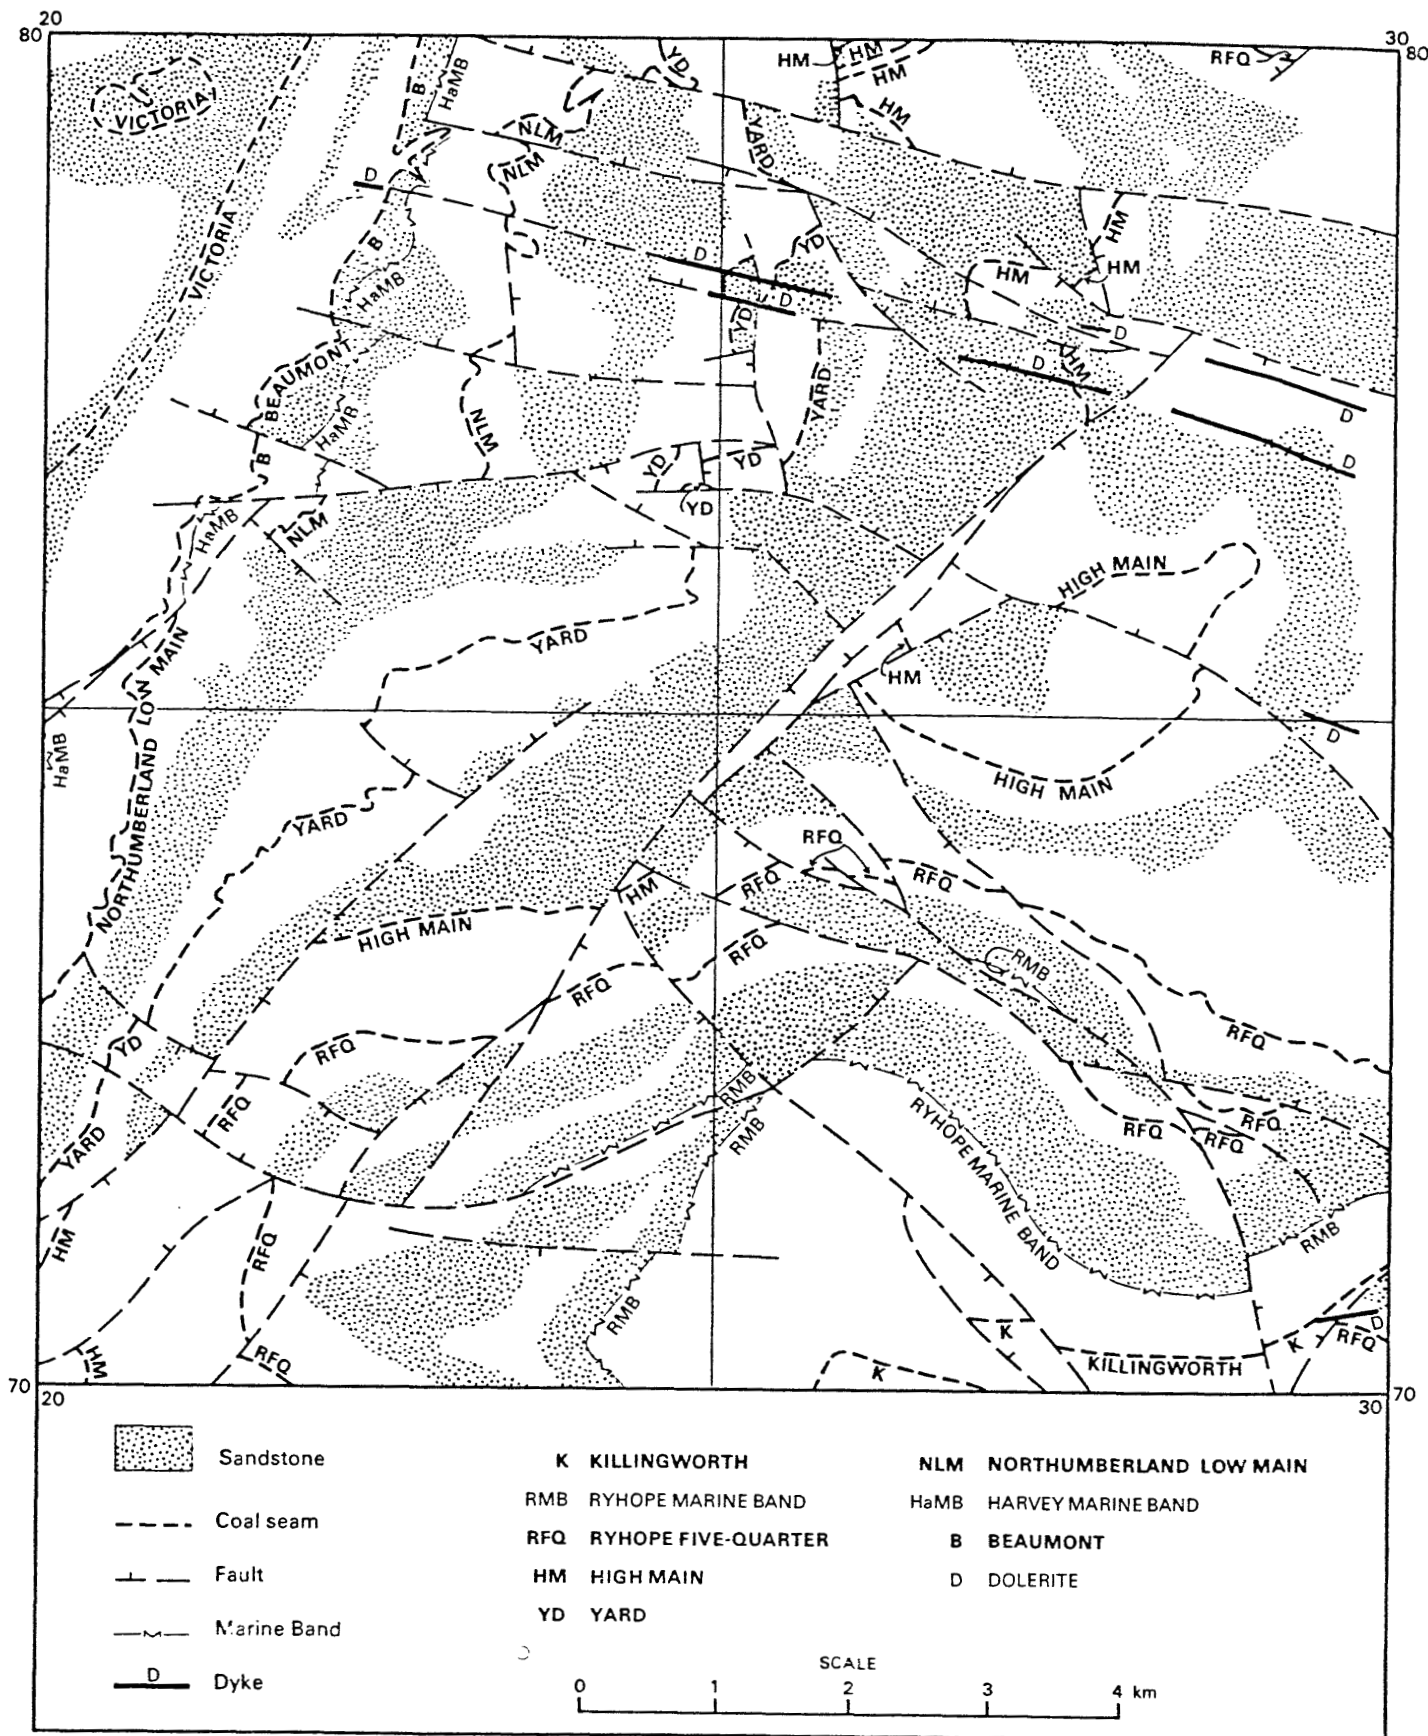 20
80
30
80
HaMB
B
YD
HM
HM
HM
RFQ
VICTORIA
HM
NLM
YARD
NLM
D
VICTORIA
B
HM
YD
HM
HM
D
HaMB
D
YD
D
BEAUMONT
D
HM
YARD
D
HaMB
NLM
D
B
YD
YD
YD
HaMB
NLM
HIGH MAIN
YARD
HM
NORTHUMBERLAND LOW MAIN
D
HaMB
HIGH MAIN
YARD
RFQ
RFQ
RFQ
HM
HIGH MAIN
RFQ
RMB
RFQ
RFQ
RFQ
YD
RMB
RFQ
RYHOPE MARINE BAND
RFQ
RFQ
RFQ
RMB
YARD
HM
RFQ
RMB
RMB
D
K
K
RFQ
HM
RFQ
KILLINGWORTH
K
70
20
70
30
Sandstone
Coal seam
Fault
Marine Band
D
Dyke
K KILLINGWORTH
RMB RYHOPE MARINE BAND
RFQ RYHOPE FIVE-QUARTER
HM HIGH MAIN
YD YARD
NLM NORTHUMBERLAND LOW MAIN
HaMB HARVEY MARINE BAND
B BEAUMONT
D DOLERITE
SCALE
0 1 2 3 4 km